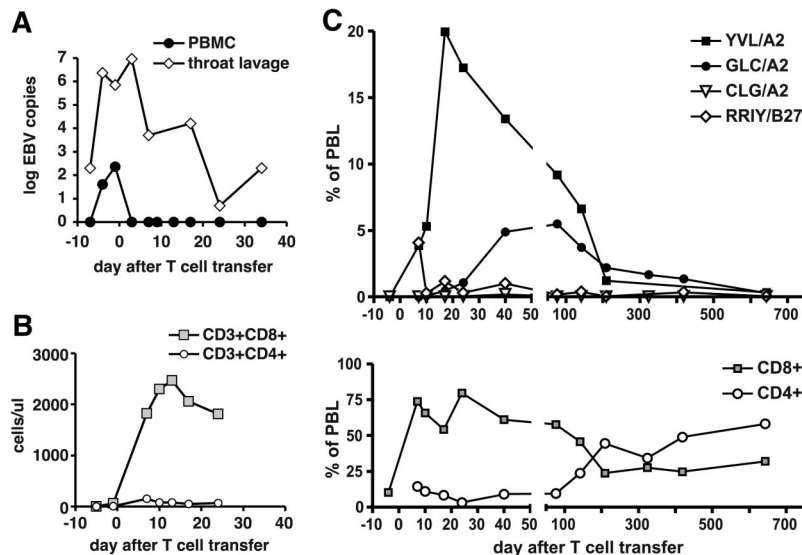 A
PBMC
throat lavage
7
6
5
4
3
2
1
0
log EBV copies
-10 0 10 20 30 40
day after T cell transfer
B
CD3+CD8+
CD3+CD4+
3000
2000
1000
0
cells/ul
-10 0 10 20 30 40
day after T cell transfer
C
YVL/A2
GLC/A2
CLG/A2
RRIY/B27
20
15
10
5
0
% of PBL
-10 0 10 20 30 40 50 100 300 500 700
CD8+
CD4+
100
75
50
25
0
% of PBL
-10 0 10 20 30 40 50 100 300 500 700
day after T cell transfer